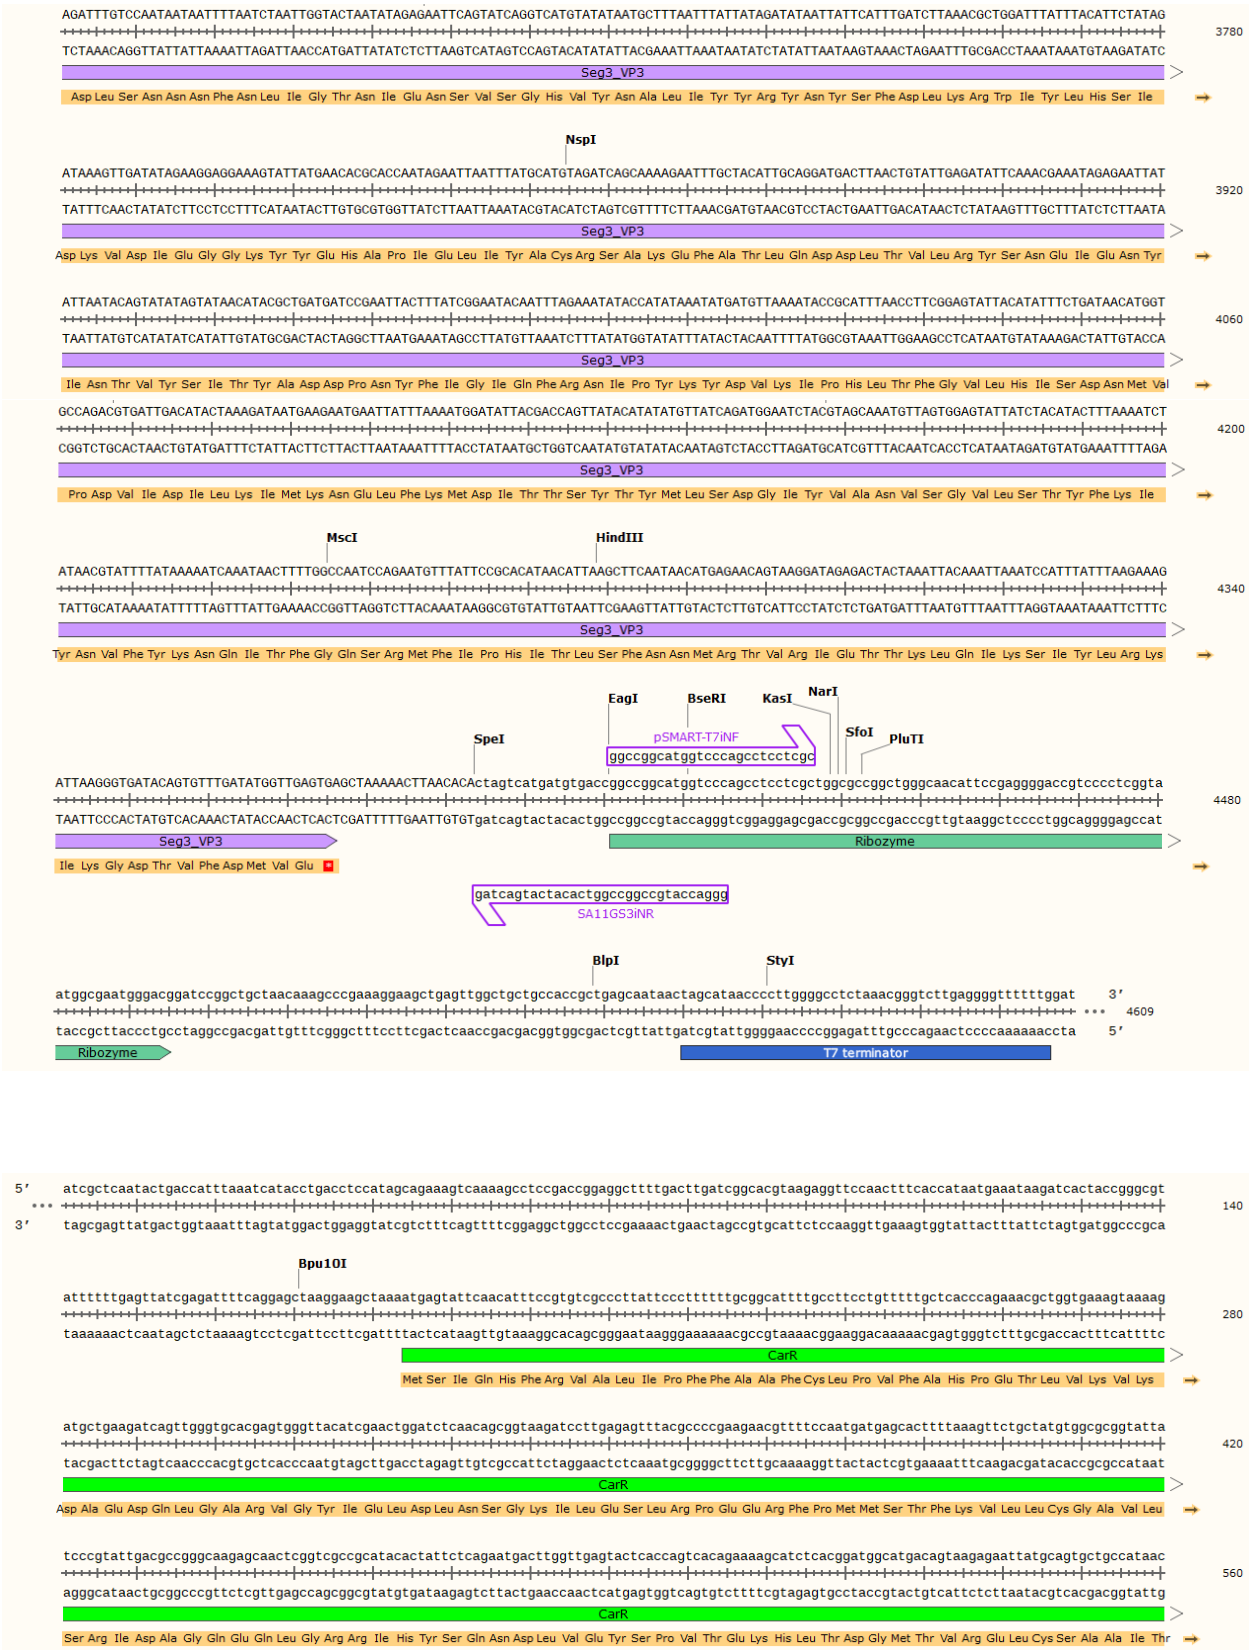 AGATTTGTCCAATAATAATTTTAATCTAATTGGTACTAATATAGAGAATTCAGTATCAGGTCATGTATATAATGCTTTAATTTATTATAGATATAATTATTCATTTGATCTTAAACGCTGGATTTATTTACATTCTATAG
3780
TCTAAACAGGTTATTATTAAAATTAGATTAACCATGATTATATCTCTTAAGTCATAGTCCAGTACATATATTACGAAATTAAATAATATCTATATTAATAAGTAAACTAGAATTTGCGACCTAAATAAATGTAAGATATC
Seg3_VP3
Asp Leu Ser Asn Asn Asn Phe Asn Leu Ile Gly Thr Asn Ile Glu Asn Ser Val Ser Gly His Val Tyr Asn Ala Leu Ile Tyr Tyr Arg Tyr Asn Tyr Ser Phe Asp Leu Lys Arg Trp Ile Tyr Leu His Ser Ile
NspI
ATAAAGTTGATATAGAAGGAGGAAAGTATTATGAACACGCACCAATAGAATTAATTTATGCATGTAGATCAGCAAAAGAATTTGCTACATTGCAGGATGACTTAACTGTATTGAGATATTCAAACGAAATAGAGAATTAT
3920
TATTTCAACTATATCTTCCTCCTTTCATAATACTTGTGCGTGGTTATCTTAATTAAATACGTACATCTAGTCGTTTTCTTAAACGATGTAACGTCCTACTGAATTGACATAACTCTATAAGTTTGCTTTATCTCTTAATA
Seg3_VP3
Asp Lys Val Asp Ile Glu Gly Gly Lys Tyr Tyr Glu His Ala Pro Ile Glu Leu Ile Tyr Ala Cys Arg Ser Ala Lys Glu Phe Ala Thr Leu Gln Asp Asp Leu Thr Val Leu Arg Tyr Ser Asn Glu Ile Glu Asn Tyr
ATTAATACAGTATATAGTATAACATACGCTGATGATCCGAATTACTTTATCGGAATACAATTTAGAAATATACCATATAAATATGATGTTAAAATACCGCATTTAACCTTCGGAGTATTACATATTTCTGATAACATGGT
4060
TAATTATGTCATATATCATATTGTATGCGACTACTAGGCTTAATGAAATAGCCTTATGTTAAATCTTTATATGGTATATTTATACTACAATTTTATGGCGTAAATTGGAAGCCTCATAATGTATAAAGACTATTGTACCA
Seg3_VP3
Ile Asn Thr Val Tyr Ser Ile Thr Tyr Ala Asp Asp Pro Asn Tyr Phe Ile Gly Ile Gln Phe Arg Asn Ile Pro Tyr Lys Tyr Asp Val Lys Ile Pro His Leu Thr Phe Gly Val Leu His Ile Ser Asp Asn Met Val
GCCAGACGTGATTGACATACTAAAGATAATGAAGAATGAATTATTTAAAATGGATATTACGACCAGTTATACATATATGTTATCAGATGGAATCTACGTAGCAAATGTTAGTGGAGTATTATCTACATACTTTAAAATCT
4200
CGGTCTGCACTAACTGTATGATTTCTATTACTTCTTACTTAATAAATTTTACCTATAATGCTGGTCAATATGTATATACAATAGTCTACCTTAGATGCATCGTTTACAATCACCTCATAATAGATGTATGAAATTTTAGA
Seg3_VP3
Pro Asp Val Ile Asp Ile Leu Lys Ile Met Lys Asn Glu Leu Phe Lys Met Asp Ile Thr Thr Ser Tyr Thr Tyr Met Leu Ser Asp Gly Ile Tyr Val Ala Asn Val Ser Gly Val Leu Ser Thr Tyr Phe Lys Ile
MscI HindIII
ATAACGTATTTTATAAAAATCAAATAACTTTTGGCCAATCCAGAATGTTTATTCCGCACATAACATTAAGCTTCAATAACATGAGAACAGTAAGGATAGAGACTACTAAATTACAAATTAAATCCATTTATTTAAGAAAG
4340
TATTGCATAAAATATTTTTAGTTTATTGAAAACCGGTTAGGTCTTACAAATAAGGCGTGTATTGTAATTCGAAGTTATTGTACTCTTGTCATTCCTATCTCTGATGATTTAATGTTTAATTTAGGTAAATAAATTCTTTC
Seg3_VP3
Tyr Asn Val Phe Tyr Lys Asn Gln Ile Thr Phe Gly Gln Ser Arg Met Phe Ile Pro His Ile Thr Leu Ser Phe Asn Asn Met Arg Thr Val Arg Ile Glu Thr Thr Lys Leu Gln Ile Lys Ser Ile Tyr Leu Arg Lys
EagI BseRI KasI NarI
SpeI pSMART-T7iNF SfoI PluTI
ggccggcatggtcccagcctcctcgc
ATTAAGGGTGATACAGTGTTTGATATGGTTGAGTGAGCTAAAAACTTAACACActagtcatgatgtgaccggccggcatggtcccagcctcctcgctggcgccggctgggcaacattccgaggggaccgtcccctcggta
4480
TAATTCCCACTATGTCACAAACTATACCAACTCACTCGATTTTTGAATTGTGTgatcagtactacactggccggccgtaccagggtcggaggagcgaccgcggccgacccgttgtaaggctcccctggcaggggagccat
Seg3_VP3 Ribozyme
Ile Lys Gly Asp Thr Val Phe Asp Met Val Glu *
gatcagtactacactggccggccgtaccaggg
SA11GS3iNR
BlpI StyI
atggcgaatgggacggatccggctgctaacaaagcccgaaaggaagctgagttggctgctgccaccgctgagcaataactagcataaccccttggggcctctaaacgggtcttgaggggttttttggat 3′
4609
taccgcttaccctgcctaggccgacgattgtttcgggctttccttcgactcaaccgacgacggtggcgactcgttattgatcgtattggggaaccccggagatttgcccagaactccccaaaaaaccta 5′
Ribozyme T7 terminator
5′ atcgctcaatactgaccatttaaatcatacctgacctccatagcagaaagtcaaaagcctccgaccggaggcttttgacttgatcggcacgtaagaggttccaactttcaccataatgaaataagatcactaccgggcgt
140
3′ tagcgagttatgactggtaaatttagtatggactggaggtatcgtctttcagttttcggaggctggcctccgaaaactgaactagccgtgcattctccaaggttgaaagtggtattactttattctagtgatggcccgca
Bpu10I
attttttgagttatcgagattttcaggagctaaggaagctaaaatgagtattcaacatttccgtgtcgcccttattcccttttttgcggcattttgccttcctgtttttgctcacccagaaacgctggtgaaagtaaaag
280
taaaaaactcaatagctctaaaagtcctcgattccttcgattttactcataagttgtaaaggcacagcgggaataagggaaaaaacgccgtaaaacggaaggacaaaaacgagtgggtctttgcgaccactttcattttc
CarR
Met Ser Ile Gln His Phe Arg Val Ala Leu Ile Pro Phe Phe Ala Ala Phe Cys Leu Pro Val Phe Ala His Pro Glu Thr Leu Val Lys Val Lys
atgctgaagatcagttgggtgcacgagtgggttacatcgaactggatctcaacagcggtaagatccttgagagtttacgccccgaagaacgttttccaatgatgagcacttttaaagttctgctatgtggcgcggtatta
420
tacgacttctagtcaacccacgtgctcacccaatgtagcttgacctagagttgtcgccattctaggaactctcaaatgcggggcttcttgcaaaaggttactactcgtgaaaatttcaagacgatacaccgcgccataat
CarR
Asp Ala Glu Asp Gln Leu Gly Ala Arg Val Gly Tyr Ile Glu Leu Asp Leu Asn Ser Gly Lys Ile Leu Glu Ser Leu Arg Pro Glu Glu Arg Phe Pro Met Met Ser Thr Phe Lys Val Leu Leu Cys Gly Ala Val Leu
tcccgtattgacgccgggcaagagcaactcggtcgccgcatacactattctcagaatgacttggttgagtactcaccagtcacagaaaagcatctcacggatggcatgacagtaagagaattatgcagtgctgccataac
560
agggcataactgcggcccgttctcgttgagccagcggcgtatgtgataagagtcttactgaaccaactcatgagtggtcagtgtcttttcgtagagtgcctaccgtactgtcattctcttaatacgtcacgacggtattg
CarR
Ser Arg Ile Asp Ala Gly Gln Glu Gln Leu Gly Arg Arg Ile His Tyr Ser Gln Asn Asp Leu Val Glu Tyr Ser Pro Val Thr Glu Lys His Leu Thr Asp Gly Met Thr Val Arg Glu Leu Cys Ser Ala Ala Ile Thr